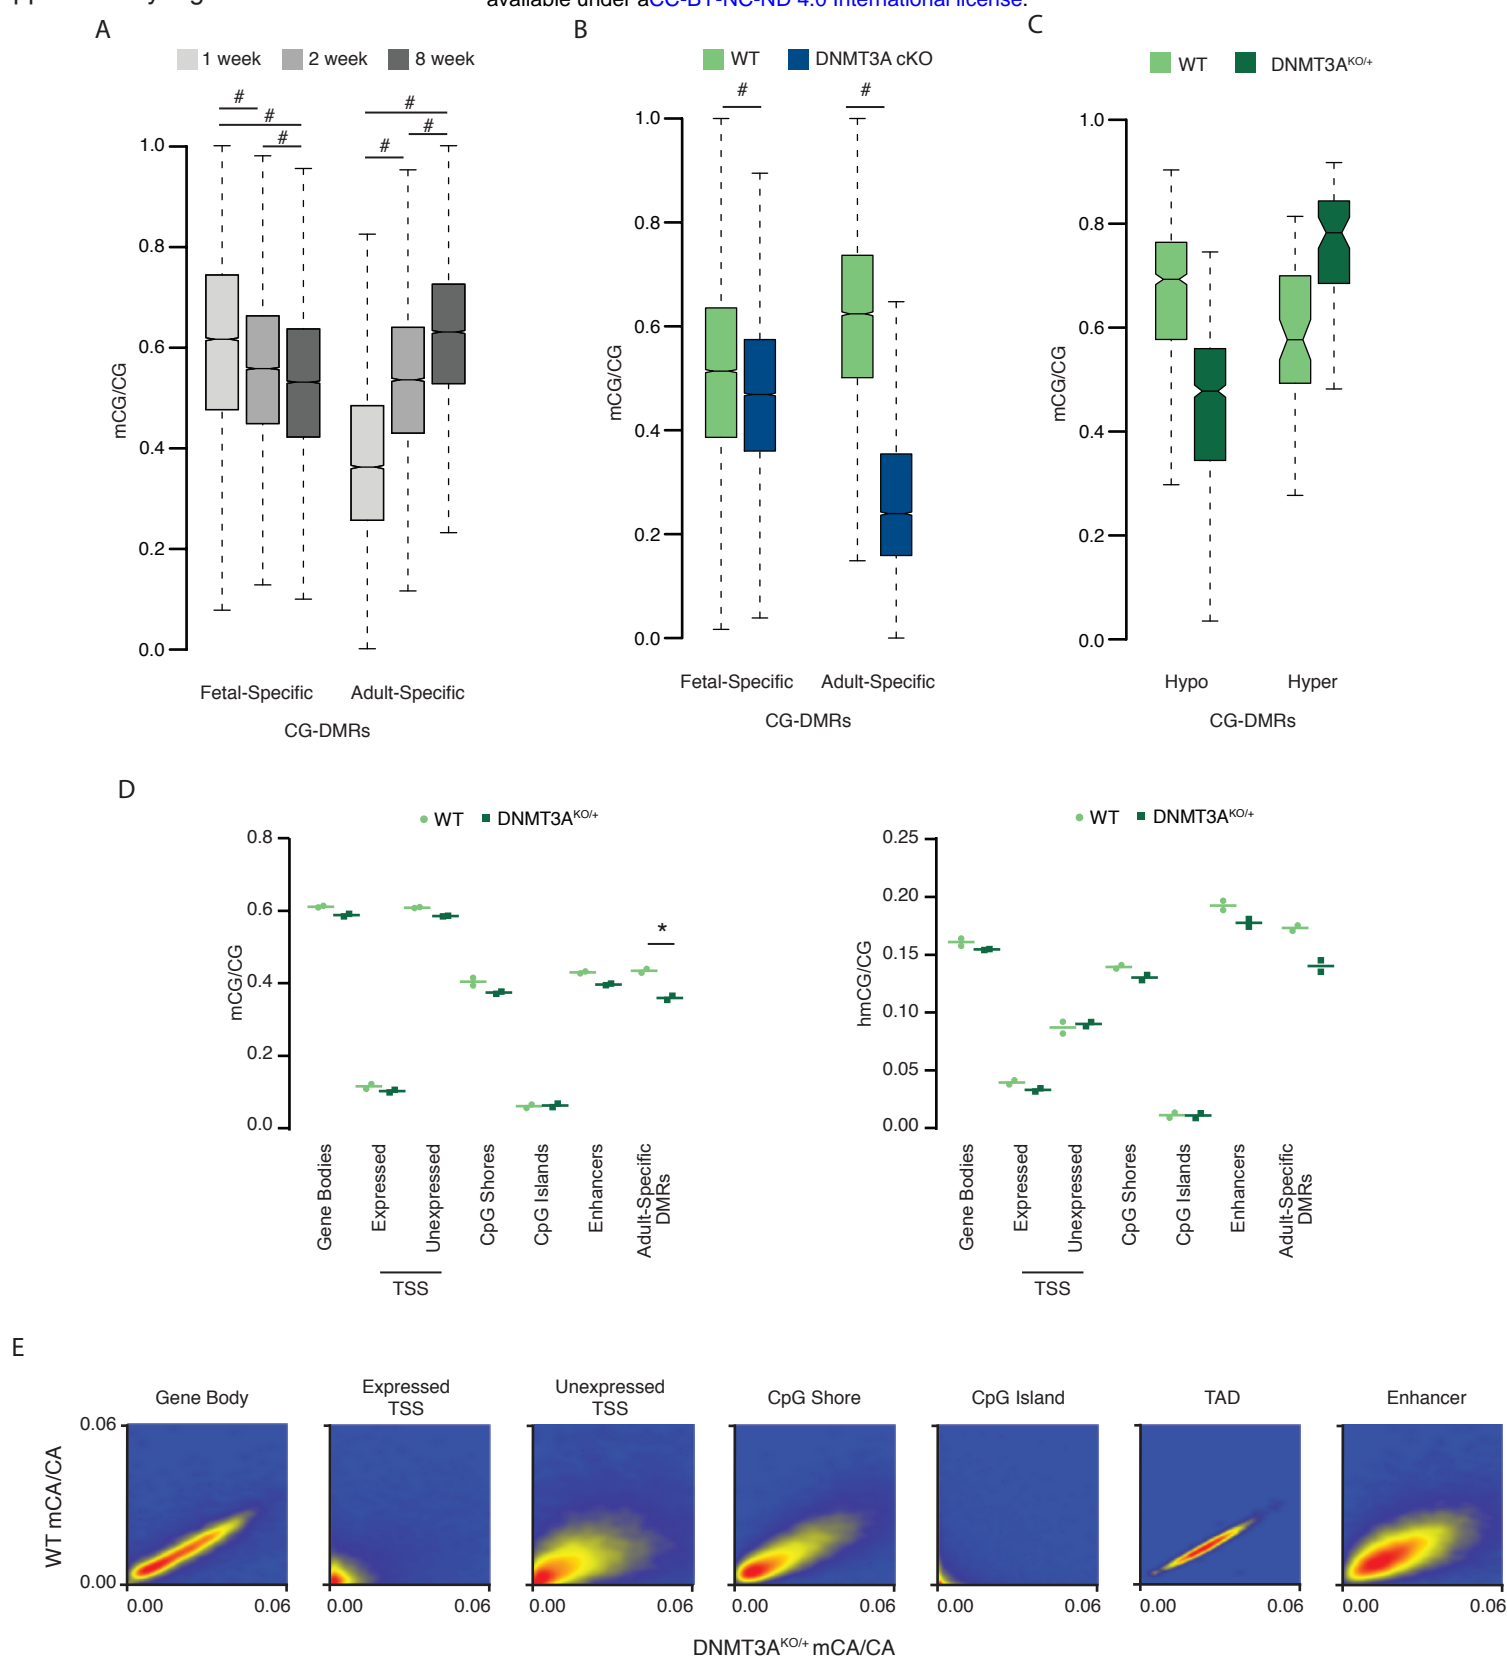 available under aCC-BY-NC-ND 4.0 International license.
A
1 week
2 week
8 week
#
#
#
#
#
#
1.0
0.8
0.6
0.4
0.2
0.0
mCG/CG
Fetal-Specific
Adult-Specific
CG-DMRs
B
WT
DNMT3A cKO
#
#
1.0
0.8
0.6
0.4
0.2
0.0
mCG/CG
Fetal-Specific
Adult-Specific
CG-DMRs
C
WT
DNMT3AKO/+
1.0
0.8
0.6
0.4
0.2
0.0
mCG/CG
Hypo
Hyper
CG-DMRs
D
WT
DNMT3AKO/+
0.8
0.6
0.4
0.2
0.0
mCG/CG
*
Gene Bodies
Expressed
Unexpressed
CpG Shores
CpG Islands
Enhancers
Adult-Specific
DMRs
TSS
WT
DNMT3AKO/+
0.25
0.20
0.15
0.10
0.05
0.00
hmCG/CG
Gene Bodies
Expressed
Unexpressed
CpG Shores
CpG Islands
Enhancers
Adult-Specific
DMRs
TSS
E
Gene Body
Expressed
TSS
Unexpressed
TSS
CpG Shore
CpG Island
TAD
Enhancer
WT mCA/CA
0.06
0.00
0.00 0.06
0.00 0.06
0.00 0.06
0.00 0.06
0.00 0.06
0.00 0.06
0.00 0.06
DNMT3AKO/+ mCA/CA